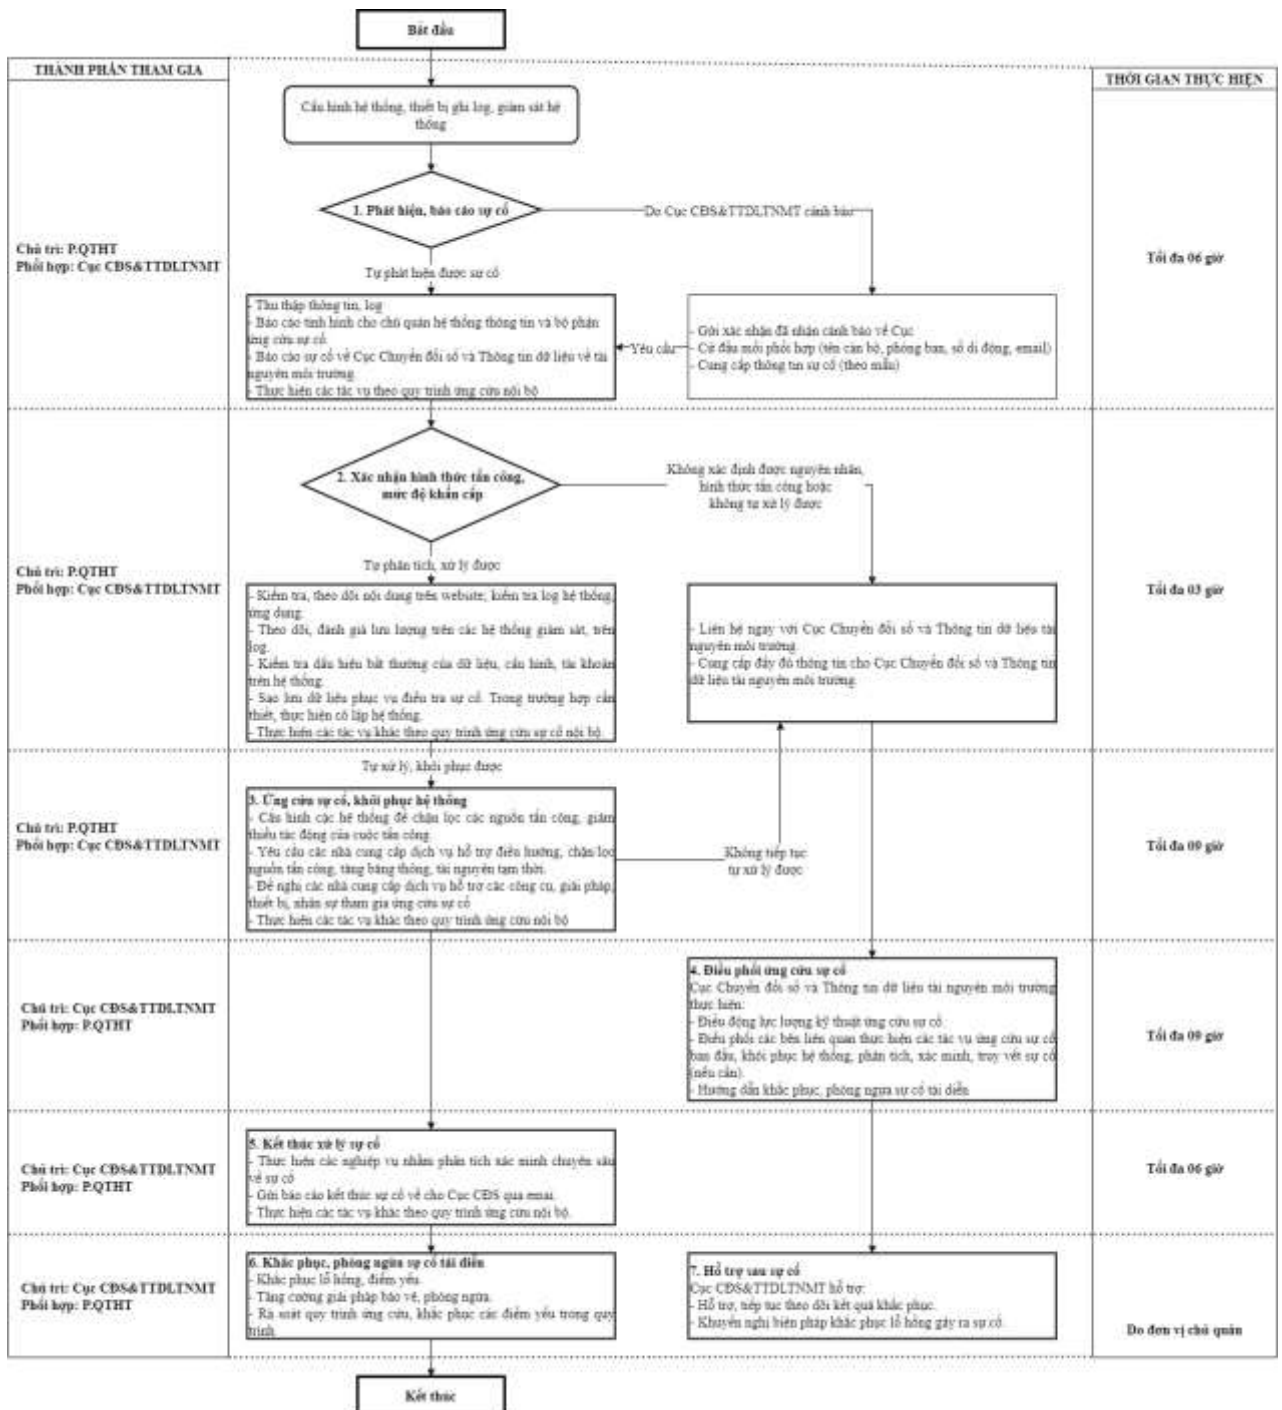 Bắt đầu
THÀNH PHẦN THAM GIA
THỜI GIAN THỰC HIỆN
Cấu hình hệ thống, thiết bị ghi log, giám sát hệ
thống
1. Phát hiện, báo cáo sự cố
Do Cục CĐS&TTDLTNMT cảnh báo
Chủ trì: P.QTHT
Phối hợp: Cục CĐS&TTDLTNMT
Tối đa 06 giờ
Tự phát hiện được sự cố
- Thu thập thông tin, log
- Báo cáo tình hình cho chủ quản hệ thống thông tin và bộ phận
ứng cứu sự cố
- Báo cáo sự cố về Cục Chuyển đổi số và Thông tin dữ liệu về tài
nguyên môi trường.
- Thực hiện các tác vụ theo quy trình ứng cứu nội bộ
Yêu cầu
- Gửi xác nhận đã nhận cảnh báo về Cục
- Cử đầu mối phối hợp (tên cán bộ, phòng ban, số di động, email)
- Cung cấp thông tin sự cố (theo mẫu)
2. Xác nhận hình thức tấn công,
mức độ khẩn cấp
Không xác định được nguyên nhân,
hình thức tấn công hoặc
không tự xử lý được
Tự phân tích, xử lý được
Chủ trì: P.QTHT
Phối hợp: Cục CĐS&TTDLTNMT
Tối đa 03 giờ
- Kiểm tra, theo dõi nội dung trên website; kiểm tra log hệ thống,
ứng dụng.
- Theo dõi, đánh giá lưu lượng trên các hệ thống giám sát, trên
log.
- Kiểm tra dấu hiệu bất thường của dữ liệu, cấu hình, tài khoản
trên hệ thống.
- Sao lưu dữ liệu phục vụ điều tra sự cố. Trong trường hợp cần
thiết, thực hiện cô lập hệ thống.
- Thực hiện các tác vụ khác theo quy trình ứng cứu sự cố nội bộ.
- Liên hệ ngay với Cục Chuyển đổi số và Thông tin dữ liệu tài
nguyên môi trường.
- Cung cấp đầy đủ thông tin cho Cục Chuyển đổi số và Thông tin
dữ liệu tài nguyên môi trường.
Tự xử lý, khôi phục được
Chủ trì: P.QTHT
Phối hợp: Cục CĐS&TTDLTNMT
3. Ứng cứu sự cố, khôi phục hệ thống
- Cấu hình các hệ thống để chặn lọc các nguồn tấn công, giảm
thiểu tác động của cuộc tấn công.
- Yêu cầu các nhà cung cấp dịch vụ hỗ trợ điều hướng, chặn lọc
nguồn tấn công, tăng băng thông, tài nguyên tạm thời.
- Đề nghị các nhà cung cấp dịch vụ hỗ trợ các công cụ, giải pháp,
thiết bị, nhân sự tham gia ứng cứu sự cố
- Thực hiện các tác vụ khác theo quy trình ứng cứu nội bộ
Không tiếp tục
tự xử lý được
Tối đa 09 giờ
Chủ trì: Cục CĐS&TTDLTNMT
Phối hợp: P.QTHT
4. Điều phối ứng cứu sự cố
Cục Chuyển đổi số và Thông tin dữ liệu tài nguyên môi trường
thực hiện:
- Điều động lực lượng kỹ thuật ứng cứu sự cố.
- Điều phối các bên liên quan thực hiện các tác vụ ứng cứu sự cố
ban đầu, khôi phục hệ thống, phân tích, xác minh, truy vết sự cố
(nếu cần).
- Hướng dẫn khắc phục, phòng ngừa sự cố tái diễn
Tối đa 09 giờ
Chủ trì: Cục CĐS&TTDLTNMT
Phối hợp: P.QTHT
5. Kết thúc xử lý sự cố
- Thực hiện các nghiệp vụ nhằm phân tích xác minh chuyên sâu
về sự cố
- Gửi báo cáo kết thúc sự cố về cho Cục CĐS qua email.
- Thực hiện các tác vụ khác theo quy trình ứng cứu nội bộ.
Tối đa 06 giờ
Chủ trì: Cục CĐS&TTDLTNMT
Phối hợp: P.QTHT
6. Khắc phục, phòng ngừa sự cố tái diễn
- Khắc phục lỗ hổng, điểm yếu.
- Tăng cường giải pháp bảo vệ, phòng ngừa.
- Rà soát quy trình ứng cứu, khắc phục các điểm yếu trong quy
trình.
7. Hỗ trợ sau sự cố
Cục CĐS&TTDLTNMT hỗ trợ:
- Hỗ trợ, tiếp tục theo dõi kết quả khắc phục.
- Khuyến nghị biện pháp khắc phục lỗ hổng gây ra sự cố
Do đơn vị chủ quản
Kết thúc